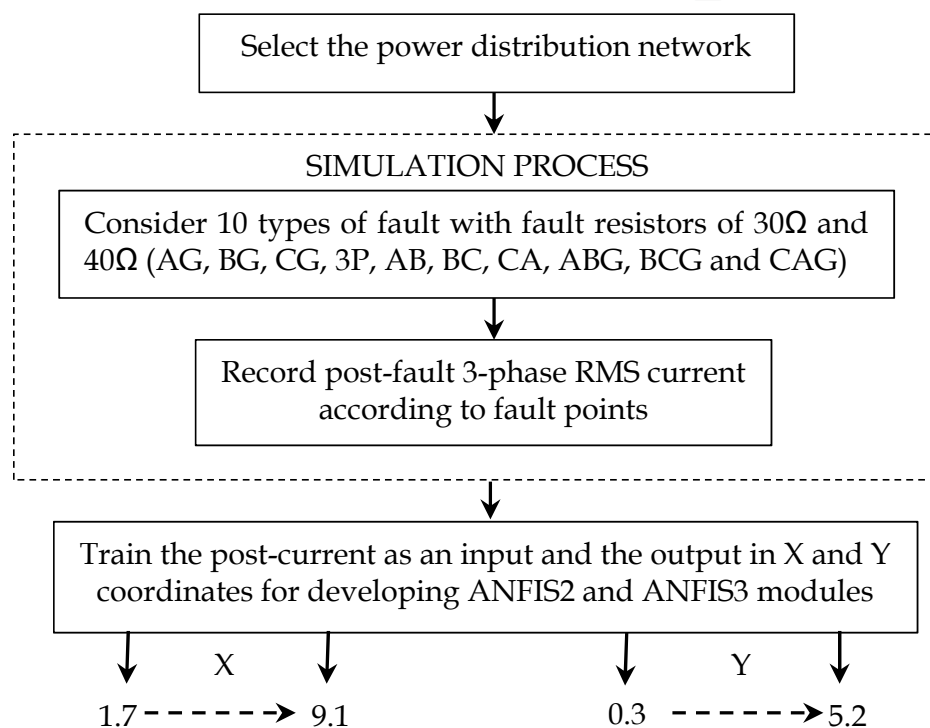 Select the power distribution network
SIMULATION PROCESS
Consider 10 types of fault with fault resistors of 30Ω and
40Ω (AG, BG, CG, 3P, AB, BC, CA, ABG, BCG and CAG)
Record post-fault 3-phase RMS current
according to fault points
Train the post-current as an input and the output in X and Y
coordinates for developing ANFIS2 and ANFIS3 modules
X Y
1.7 9.1 0.3 5.2